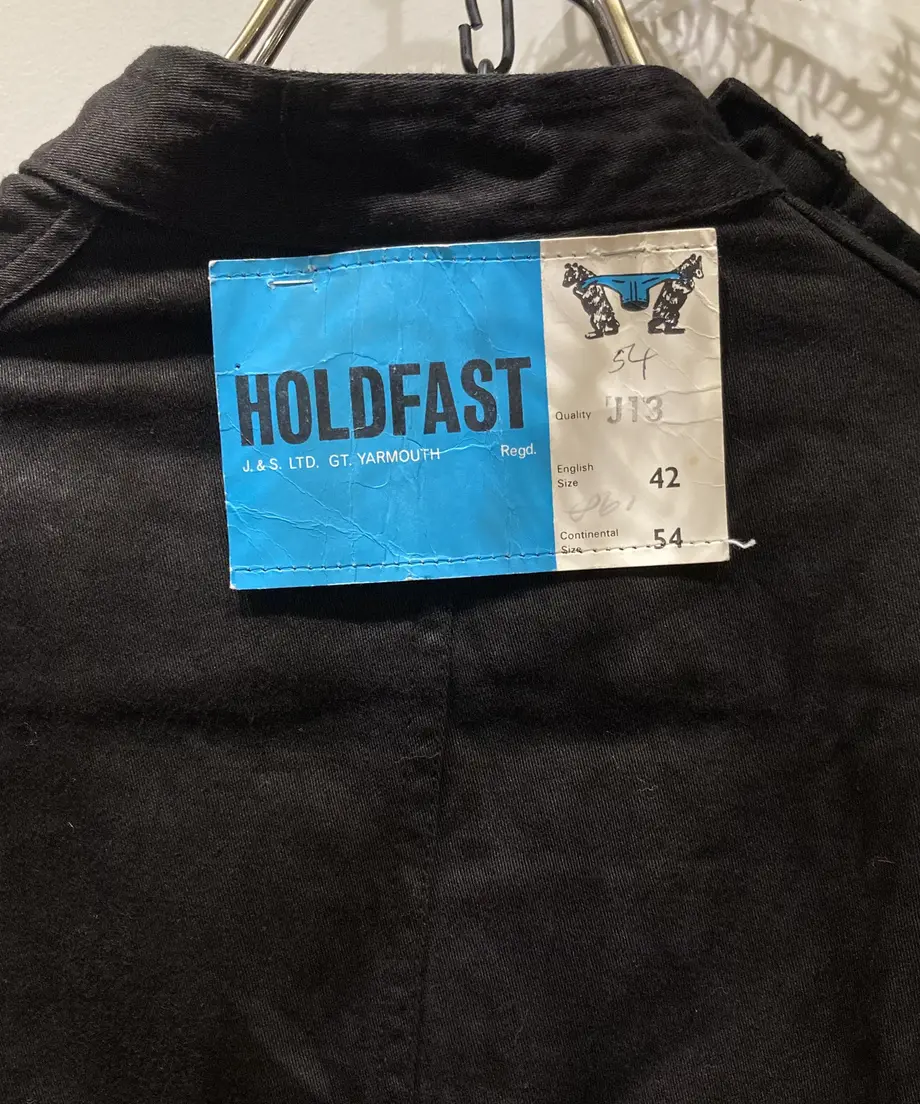 HOLDFAST
J. & S. LTD. GT. YARMOUTH Regd.
54
Quality J13
English
Size 42
Continental
Size 54